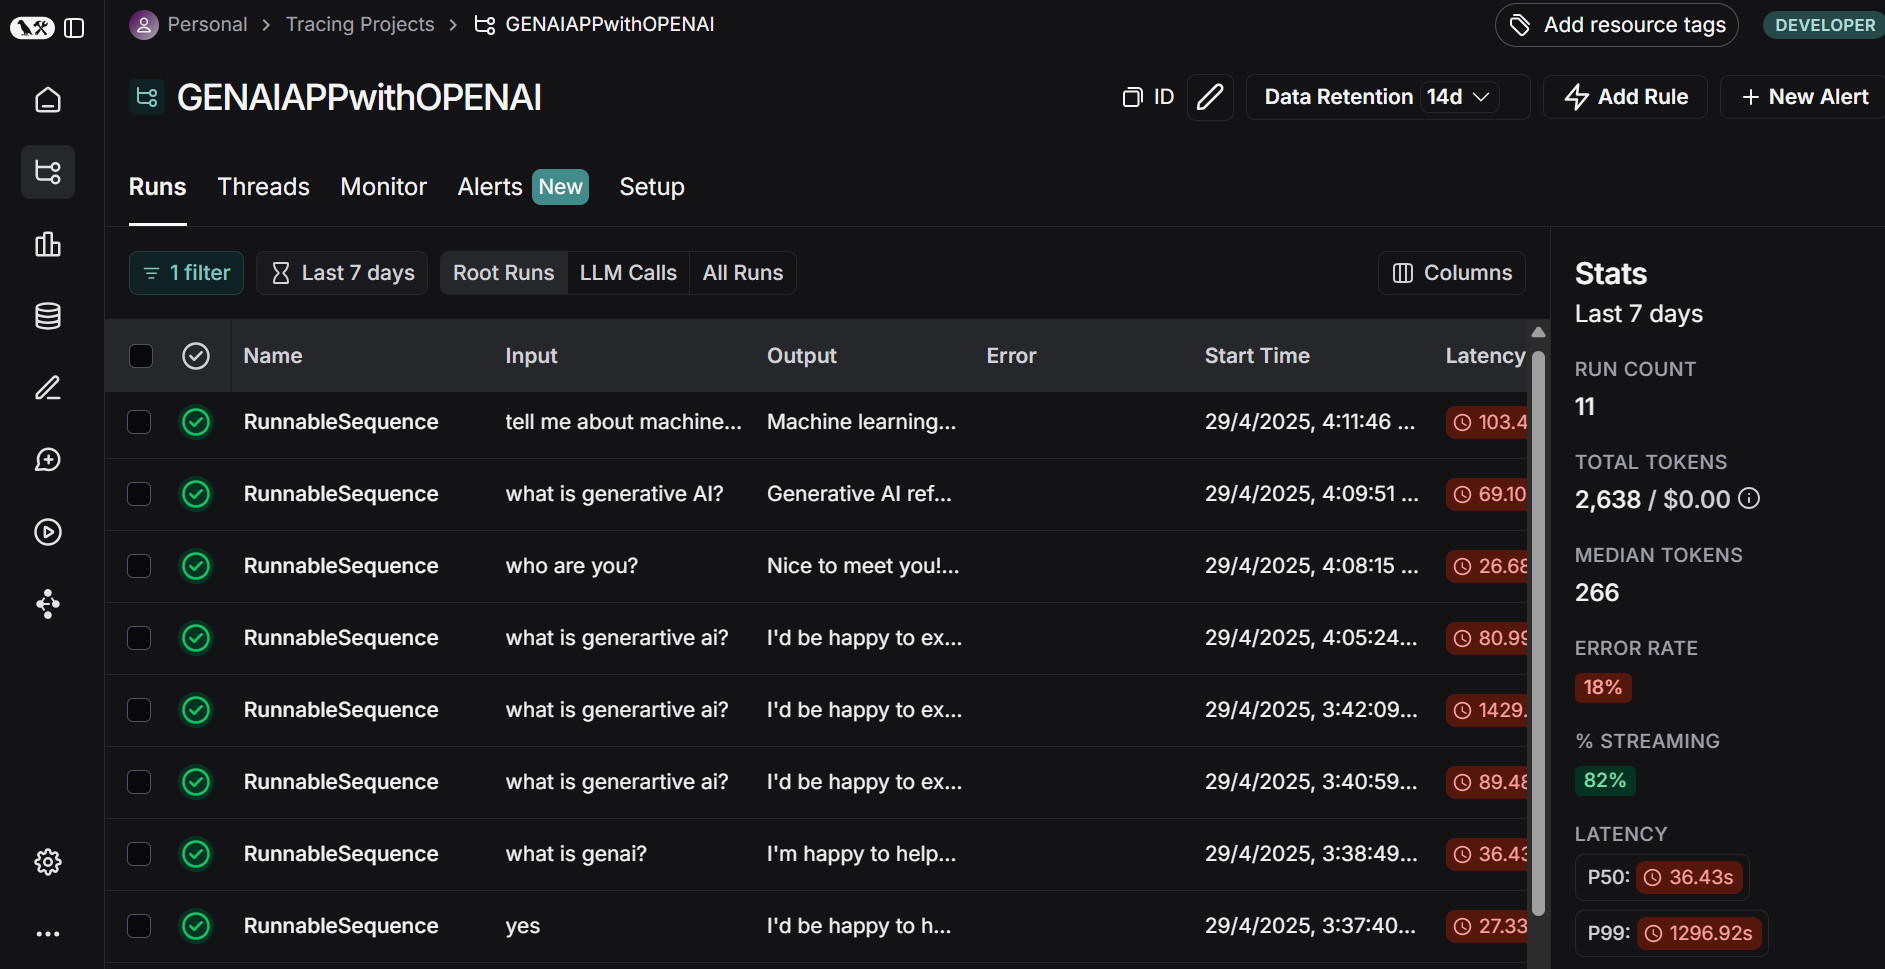 Personal > Tracing Projects > GENAIAPPwithOPENAI
Add resource tags
DEVELOPER
GENAIAPPwithOPENAI
ID
Data Retention 14d
Add Rule
+ New Alert
Runs Threads Monitor Alerts New Setup
1 filter Last 7 days Root Runs LLM Calls All Runs Columns
Name Input Output Error Start Time Latency
RunnableSequence tell me about machine... Machine learning... 29/4/2025, 4:11:46 ... 103.4
RunnableSequence what is generative AI? Generative AI ref... 29/4/2025, 4:09:51 ... 69.10
RunnableSequence who are you? Nice to meet you!... 29/4/2025, 4:08:15 ... 26.68
RunnableSequence what is generartive ai? I'd be happy to ex... 29/4/2025, 4:05:24... 80.99
RunnableSequence what is generartive ai? I'd be happy to ex... 29/4/2025, 3:42:09... 1429.
RunnableSequence what is generartive ai? I'd be happy to ex... 29/4/2025, 3:40:59... 89.48
RunnableSequence what is genai? I'm happy to help... 29/4/2025, 3:38:49... 36.43
RunnableSequence yes I'd be happy to h... 29/4/2025, 3:37:40... 27.33
Stats
Last 7 days
RUN COUNT
11
TOTAL TOKENS
2,638 / $0.00
MEDIAN TOKENS
266
ERROR RATE
18%
% STREAMING
82%
LATENCY
P50: 36.43s
P99: 1296.92s